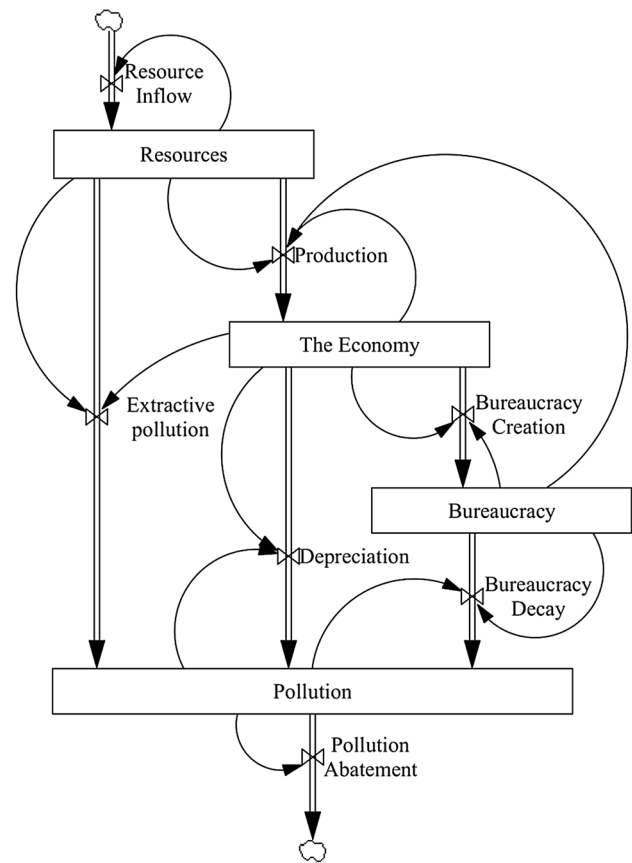 Resource
Inflow
Resources
Production
The Economy
Extractive
pollution
Bureaucracy
Creation
Bureaucracy
Depreciation
Bureaucracy
Decay
Pollution
Pollution
Abatement